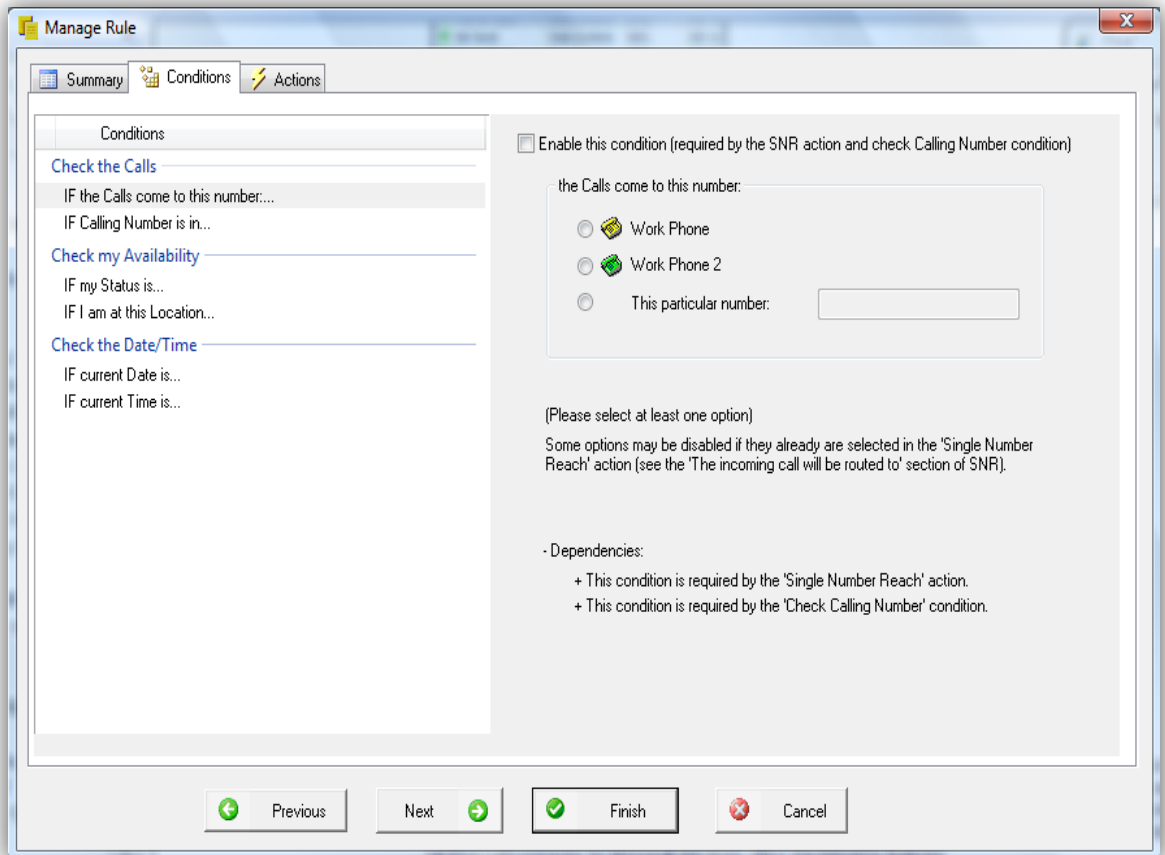 Manage Rule
Summary
Conditions
Actions
Conditions
Check the Calls
IF the Calls come to this number:...
IF Calling Number is in...
Check my Availability
IF my Status is...
IF I am at this Location...
Check the Date/Time
IF current Date is...
IF current Time is...
Enable this condition (required by the SNR action and check Calling Number condition)
the Calls come to this number:
Work Phone
Work Phone 2
This particular number:
(Please select at least one option)
Some options may be disabled if they already are selected in the 'Single Number
Reach' action (see the 'The incoming call will be routed to' section of SNR).
- Dependencies:
+ This condition is required by the 'Single Number Reach' action.
+ This condition is required by the 'Check Calling Number' condition.
Previous
Next
Finish
Cancel